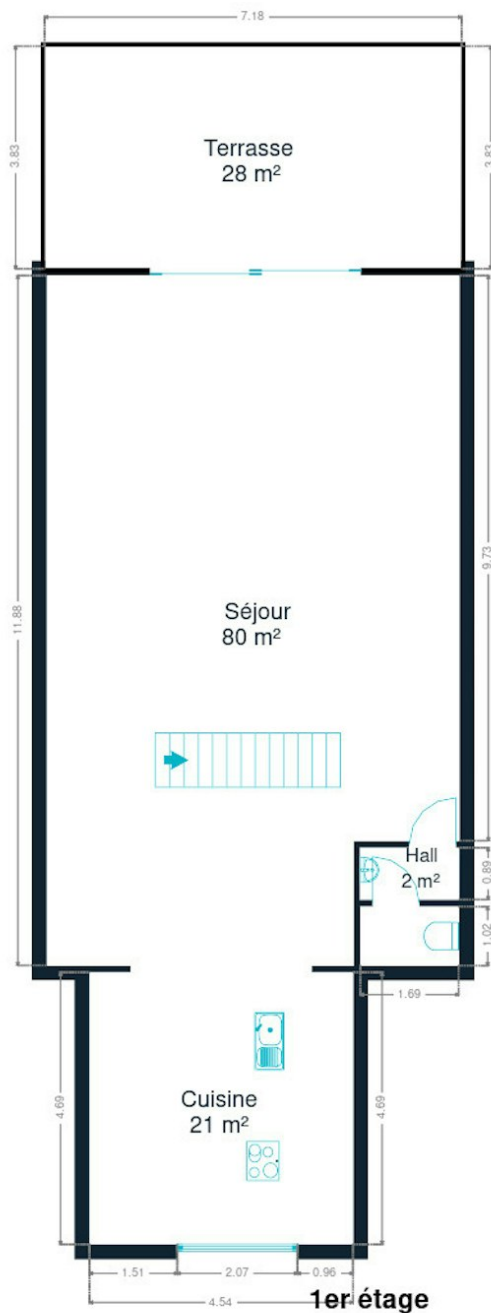 7.18
3.83
3.83
Terrasse
28 m²
11.88
9.73
Séjour
80 m²
Hall
2 m²
0.89
1.02
1.69
4.69
4.69
Cuisine
21 m²
1.51
2.07
0.96
4.54
1er étage